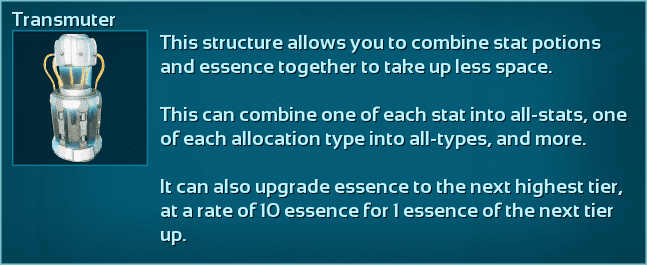 Transmuter
This structure allows you to combine stat potions
and essence together to take up less space.
This can combine one of each stat into all-stats, one
of each allocation type into all-types, and more.
It can also upgrade essence to the next highest tier,
at a rate of 10 essence for 1 essence of the next tier
up.